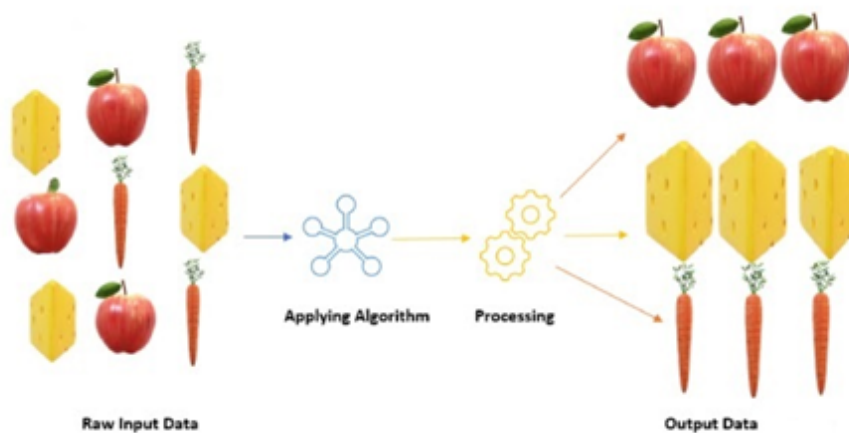 Applying Algorithm
Processing
Raw Input Data
Output Data